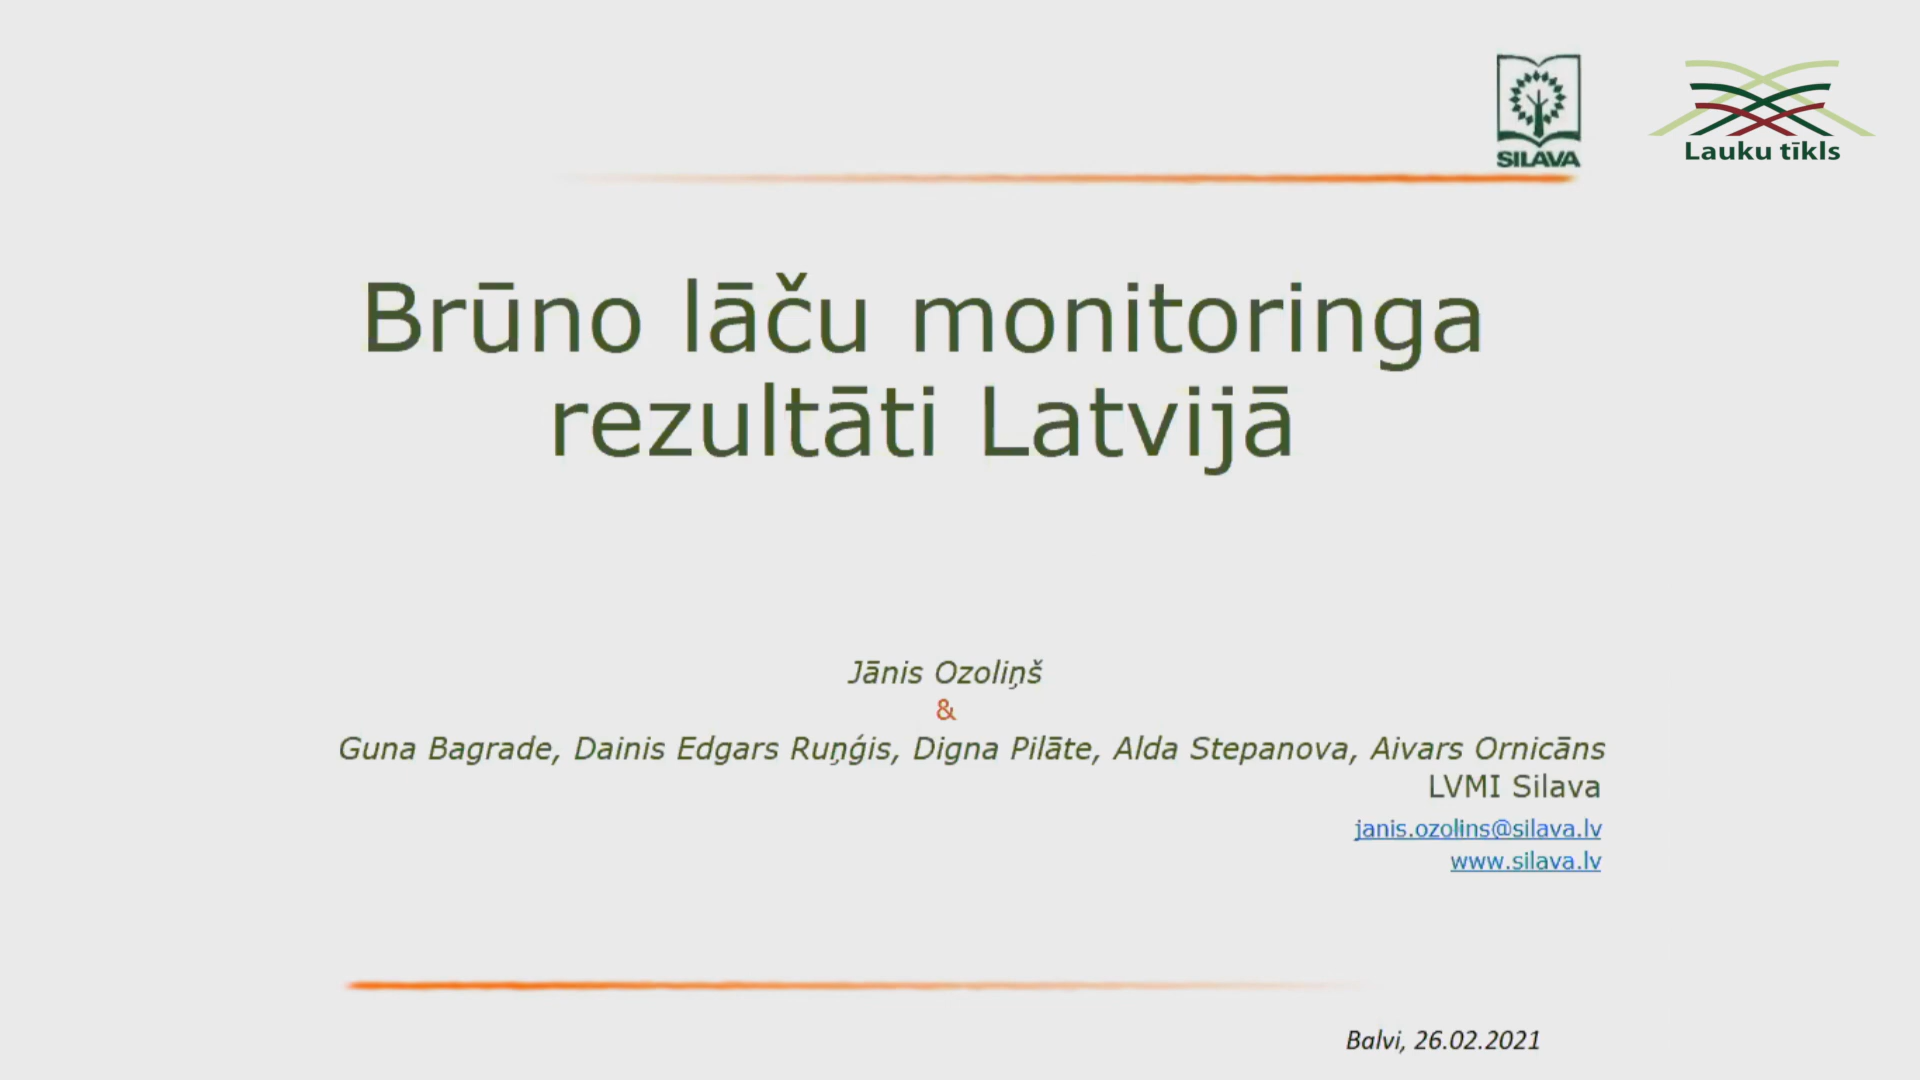 SILAVA
Lauku tīkls
Brūno lāču monitoringa
rezultāti Latvijā
Jānis Ozoliņš
&
Guna Bagrade, Dainis Edgars Ruņģis, Digna Pilāte, Alda Stepanova, Aivars Ornicāns
LVMI Silava
janis.ozolins@silava.lv
www.silava.lv
Balvi, 26.02.2021